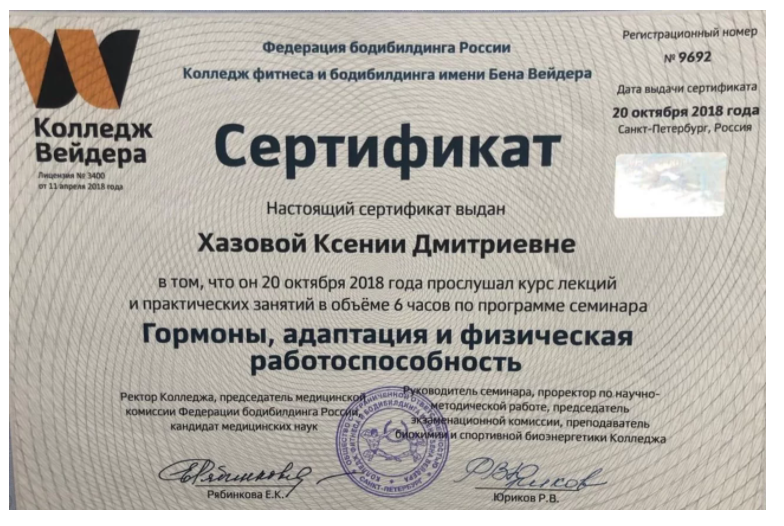 Федерация бодибилдинга России
Колледж фитнеса и бодибилдинга имени Бена Вейдера
Регистрационный номер
№ 9692
Дата выдачи сертификата
20 октября 2018 года
Санкт-Петербург, Россия
Колледж
Вейдера
Лицензия № 3400
от 11 апреля 2018 года
Сертификат
Настоящий сертификат выдан
Хазовой Ксении Дмитриевне
в том, что он 20 октября 2018 года прослушал курс лекций
и практических занятий в объёме 6 часов по программе семинара
Гормоны, адаптация и физическая
работоспособность
Ректор Колледжа, председатель медицинской
комиссии Федерации бодибилдинга России,
кандидат медицинских наук
Рябинкова Е.К.
Руководитель семинара, проректор по научно-
методической работе, председатель
экзаменационной комиссии, преподаватель
биохимии и спортивной биоэнергетики Колледжа
Юриков Р.В.